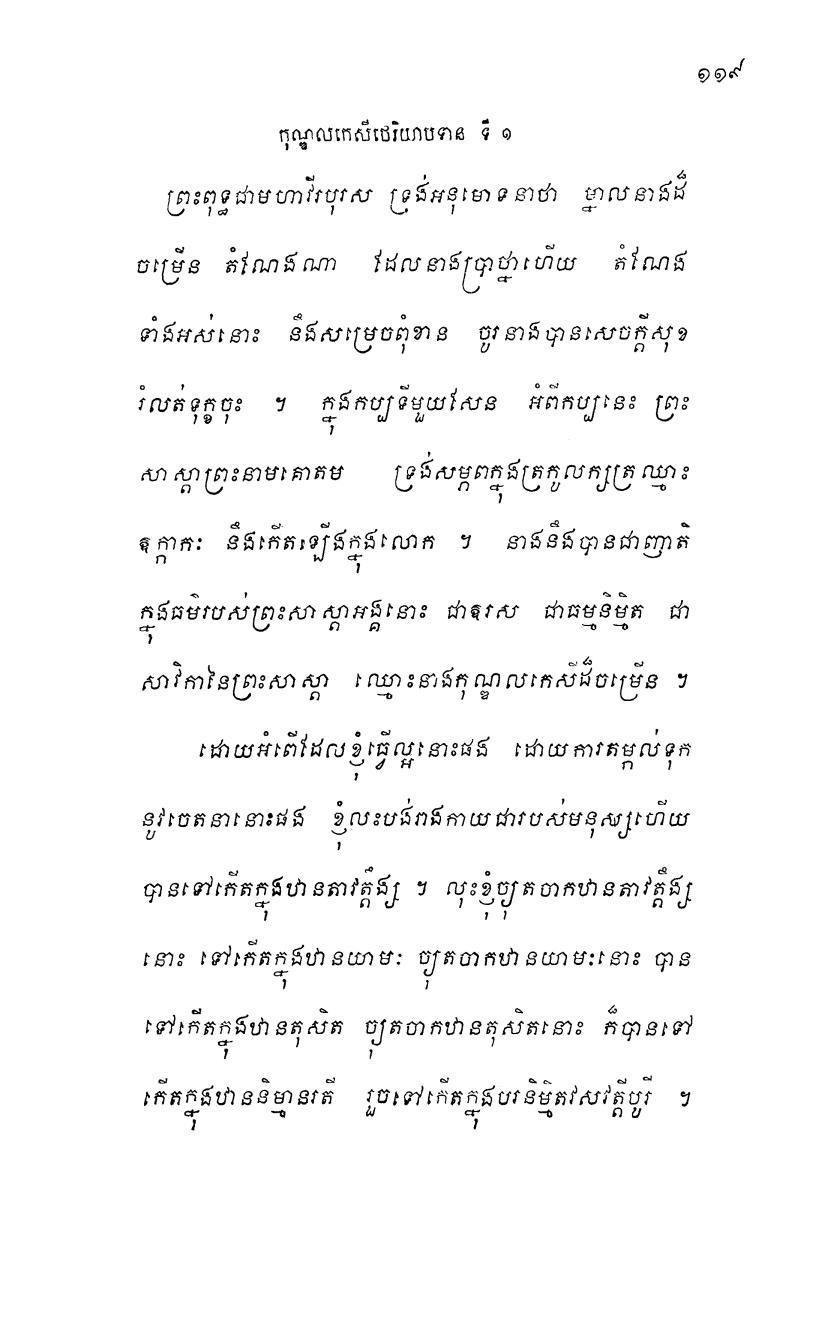 ១១៩
កុណ្ឌលកេសីថេរិយាបទាន ទី ១
ព្រះពុទ្ធជាមហាវីរបុរស ទ្រង់អនុមោទនាថា ម្នាលនាងដ៏
ចម្រើន តំណែងណា ដែលនាងប្រាថ្នាហើយ តំណែង
ទាំងអស់នោះ នឹងសម្រេចពុំខាន ចូរនាងបានសេចក្តីសុខ
រំលត់ទុក្ខចុះ ។ ក្នុងកប្បទីមួយសែន អំពីកប្បនេះ ព្រះ
សាស្តាព្រះនាមគោតម ទ្រង់សម្ភពក្នុងត្រកូលក្សត្រឈ្មោះ
ឧក្កាកៈ នឹងកើតឡើងក្នុងលោក ។ នាងនឹងបានជាញាតិ
ក្នុងធម៌របស់ព្រះសាស្តាអង្គនោះ ជាឱរស ជាធម្មនិម្មិត ជា
សាវិកានៃព្រះសាស្តា ឈ្មោះនាងកុណ្ឌលកេសីដ៏ចម្រើន ។
ដោយអំពើដែលខ្ញុំធ្វើល្អនោះផង ដោយការតម្កល់ទុក
នូវចេតនានោះផង ខ្ញុំលះបង់រាងកាយជារបស់មនុស្សហើយ
បានទៅកើតក្នុងឋានតាវត្តឹង្ស ។ លុះខ្ញុំច្យុតចាកឋានតាវត្តឹង្ស
នោះ ទៅកើតក្នុងឋានយាមៈ ច្យុតចាកឋានយាមៈនោះ បាន
ទៅកើតក្នុងឋានតុសិត ច្យុតចាកឋានតុសិតនោះ ក៏បានទៅ
កើតក្នុងឋាននិម្មានរតី រួចទៅកើតក្នុងបរនិម្មិតវសវត្តីបូរី ។